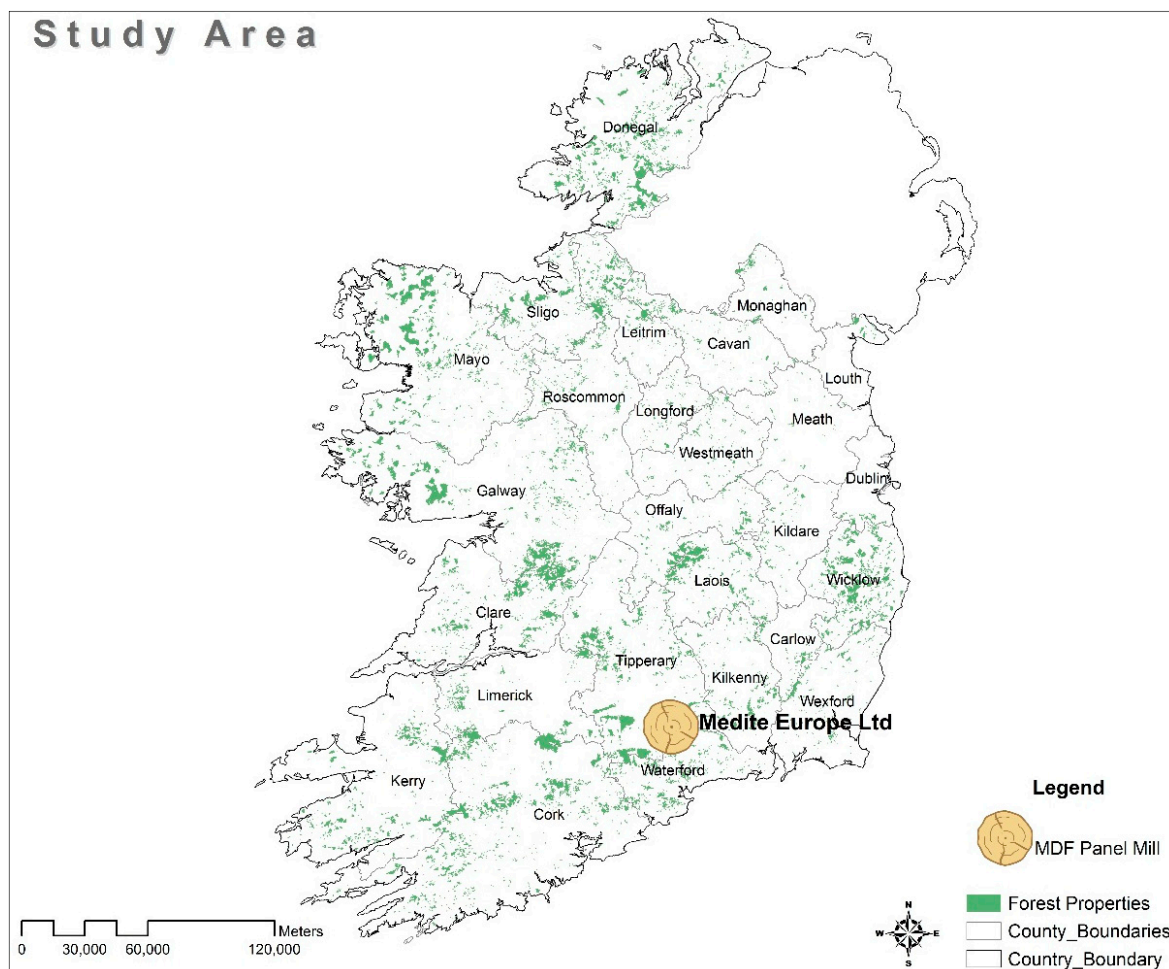 Study Area
Donegal
Monaghan
Sligo
Leitrim
Cavan
Mayo
Louth
Roscommon
Longford
Meath
Westmeath
Dublin
Galway
Offaly
Kildare
Laois
Wicklow
Clare
Carlow
Tipperary
Kilkenny
Limerick
Wexford
Medite Europe Ltd
Waterford
Kerry
Cork
Legend
MDF Panel Mill
Forest Properties
County_Boundaries
Country_Boundary
N
W E
S
Meters
0 30,000 60,000 120,000